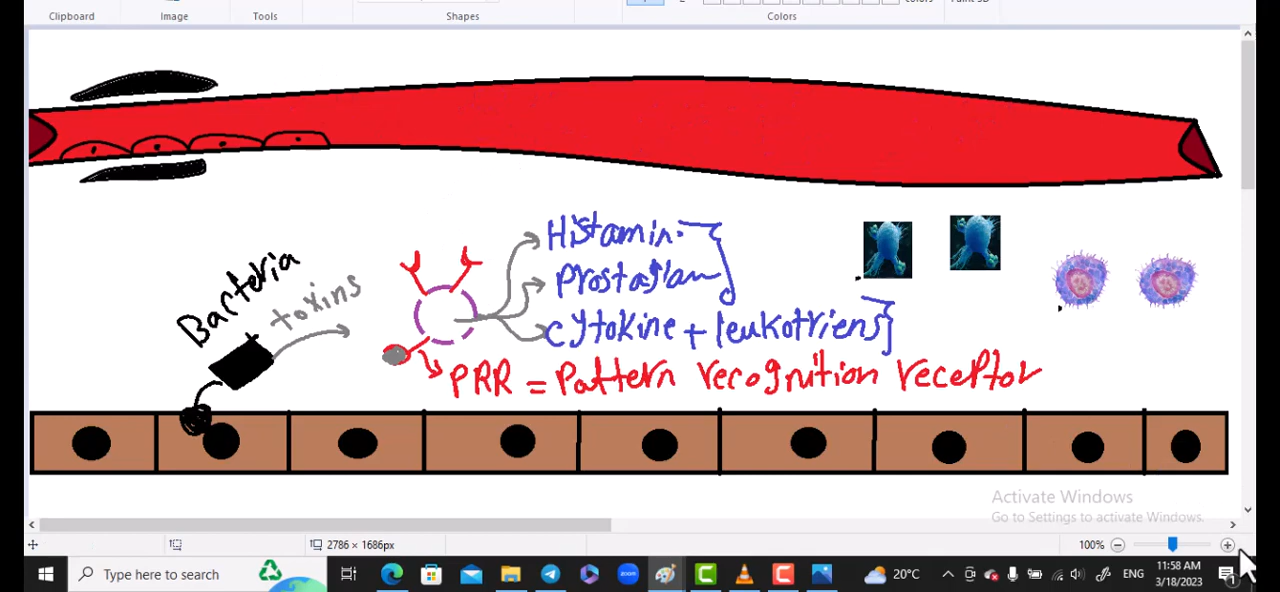 Clipboard
Image
Tools
Shapes
Colors
Histamin.
Prostaglan
cytokine + leukotriens
PRR = Pattern recognition receptor
Bacteria
toxins
Activate Windows
Go to Settings to activate Windows.
2786 × 1686px
100%
Type here to search
zoom
20°C
ENG
11:58 AM
3/18/2023
1